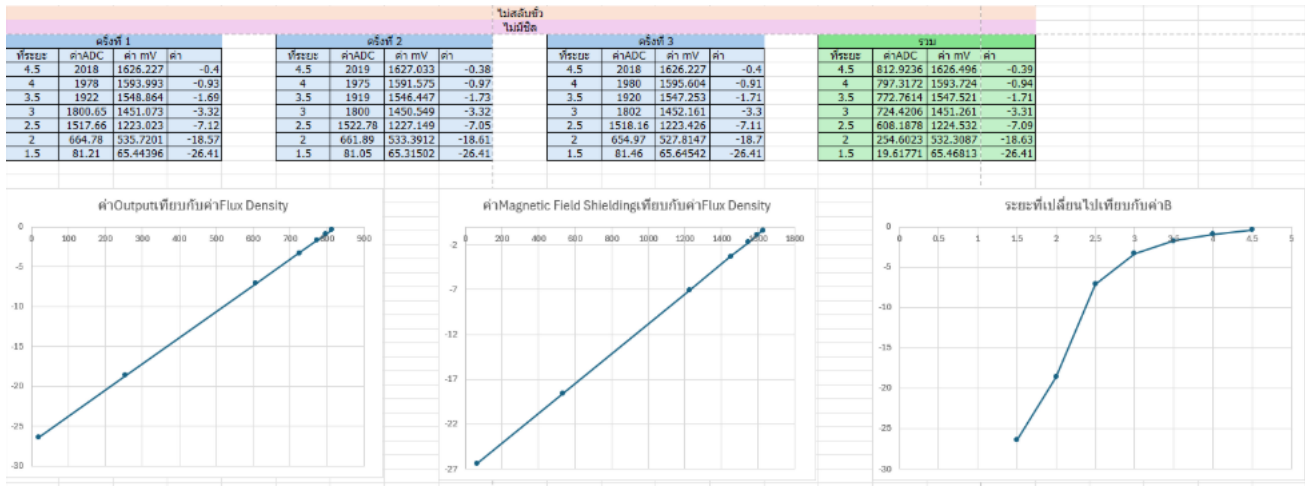 ไม่สลับขั้ว
ไม่มีชีล
ครั้งที่ 1 ครั้งที่ 2 ครั้งที่ 3 รวม
ที่ระยะ ค่าADC ค่า mV ค่า ที่ระยะ ค่าADC ค่า mV ค่า ที่ระยะ ค่าADC ค่า mV ค่า ที่ระยะ ค่าADC ค่า mV ค่า
4.5 2018 1626.227 -0.4 4.5 2019 1627.033 -0.38 4.5 2018 1626.227 -0.4 4.5 812.9236 1626.496 -0.39
4 1978 1593.993 -0.93 4 1975 1591.575 -0.97 4 1980 1595.604 -0.91 4 797.3172 1593.724 -0.94
3.5 1922 1548.864 -1.69 3.5 1919 1546.447 -1.73 3.5 1920 1547.253 -1.71 3.5 772.7614 1547.521 -1.71
3 1800.65 1451.073 -3.32 3 1800 1450.549 -3.32 3 1802 1452.161 -3.3 3 724.4206 1451.261 -3.31
2.5 1517.66 1223.023 -7.12 2.5 1522.78 1227.149 -7.05 2.5 1518.16 1223.426 -7.11 2.5 608.1878 1224.532 -7.09
2 664.78 535.7201 -18.57 2 661.89 533.3912 -18.61 2 654.97 527.8147 -18.7 2 254.6023 532.3087 -18.63
1.5 81.21 65.44396 -26.41 1.5 81.05 65.31502 -26.41 1.5 81.46 65.64542 -26.41 1.5 19.61771 65.46813 -26.41
ค่าOutputเทียบกับค่าFlux Density
0
0 100 200 300 400 500 600 700 800 900
-5
-10
-15
-20
-25
-30
ค่าMagnetic Field Shieldingเทียบกับค่าFlux Density
0 200 400 600 800 1000 1200 1400 1600 1800
-2
-7
-12
-17
-22
-27
ระยะที่เปลี่ยนไปเทียบกับค่าB
0
0 0.5 1 1.5 2 2.5 3 3.5 4 4.5 5
-5
-10
-15
-20
-25
-30